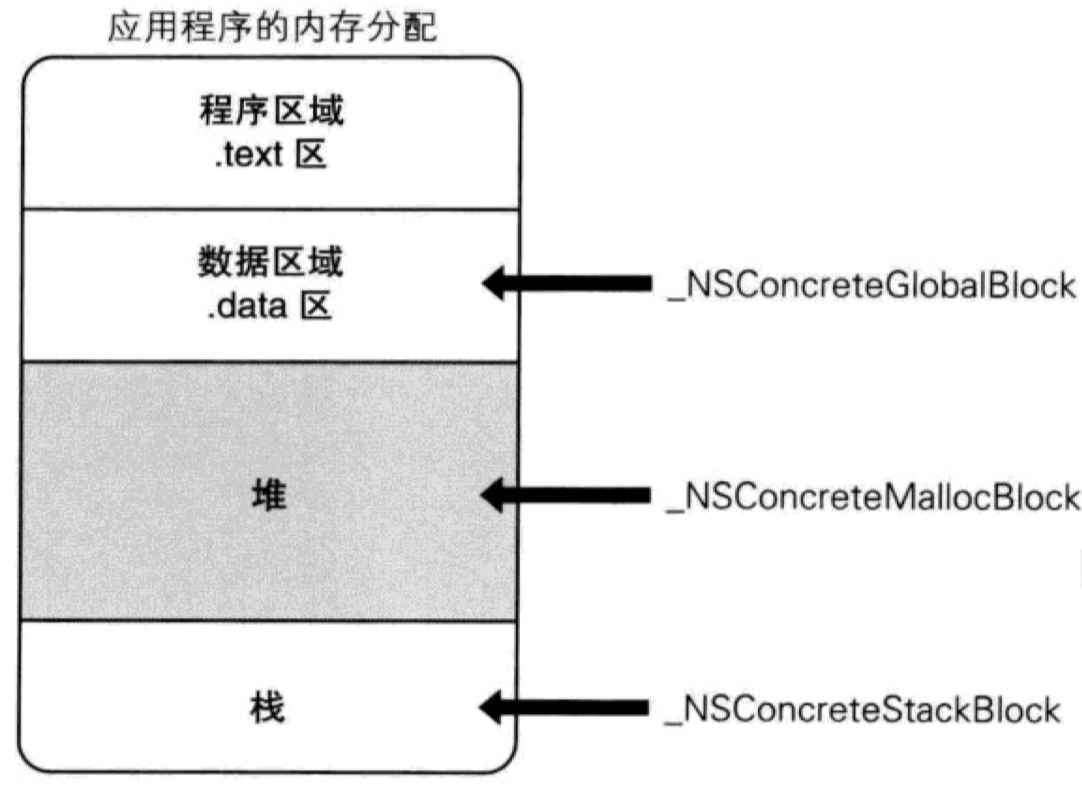 应用程序的内存分配
程序区域
.text 区
数据区域
.data 区
_NSConcreteGlobalBlock
堆
_NSConcreteMallocBlock
栈
_NSConcreteStackBlock